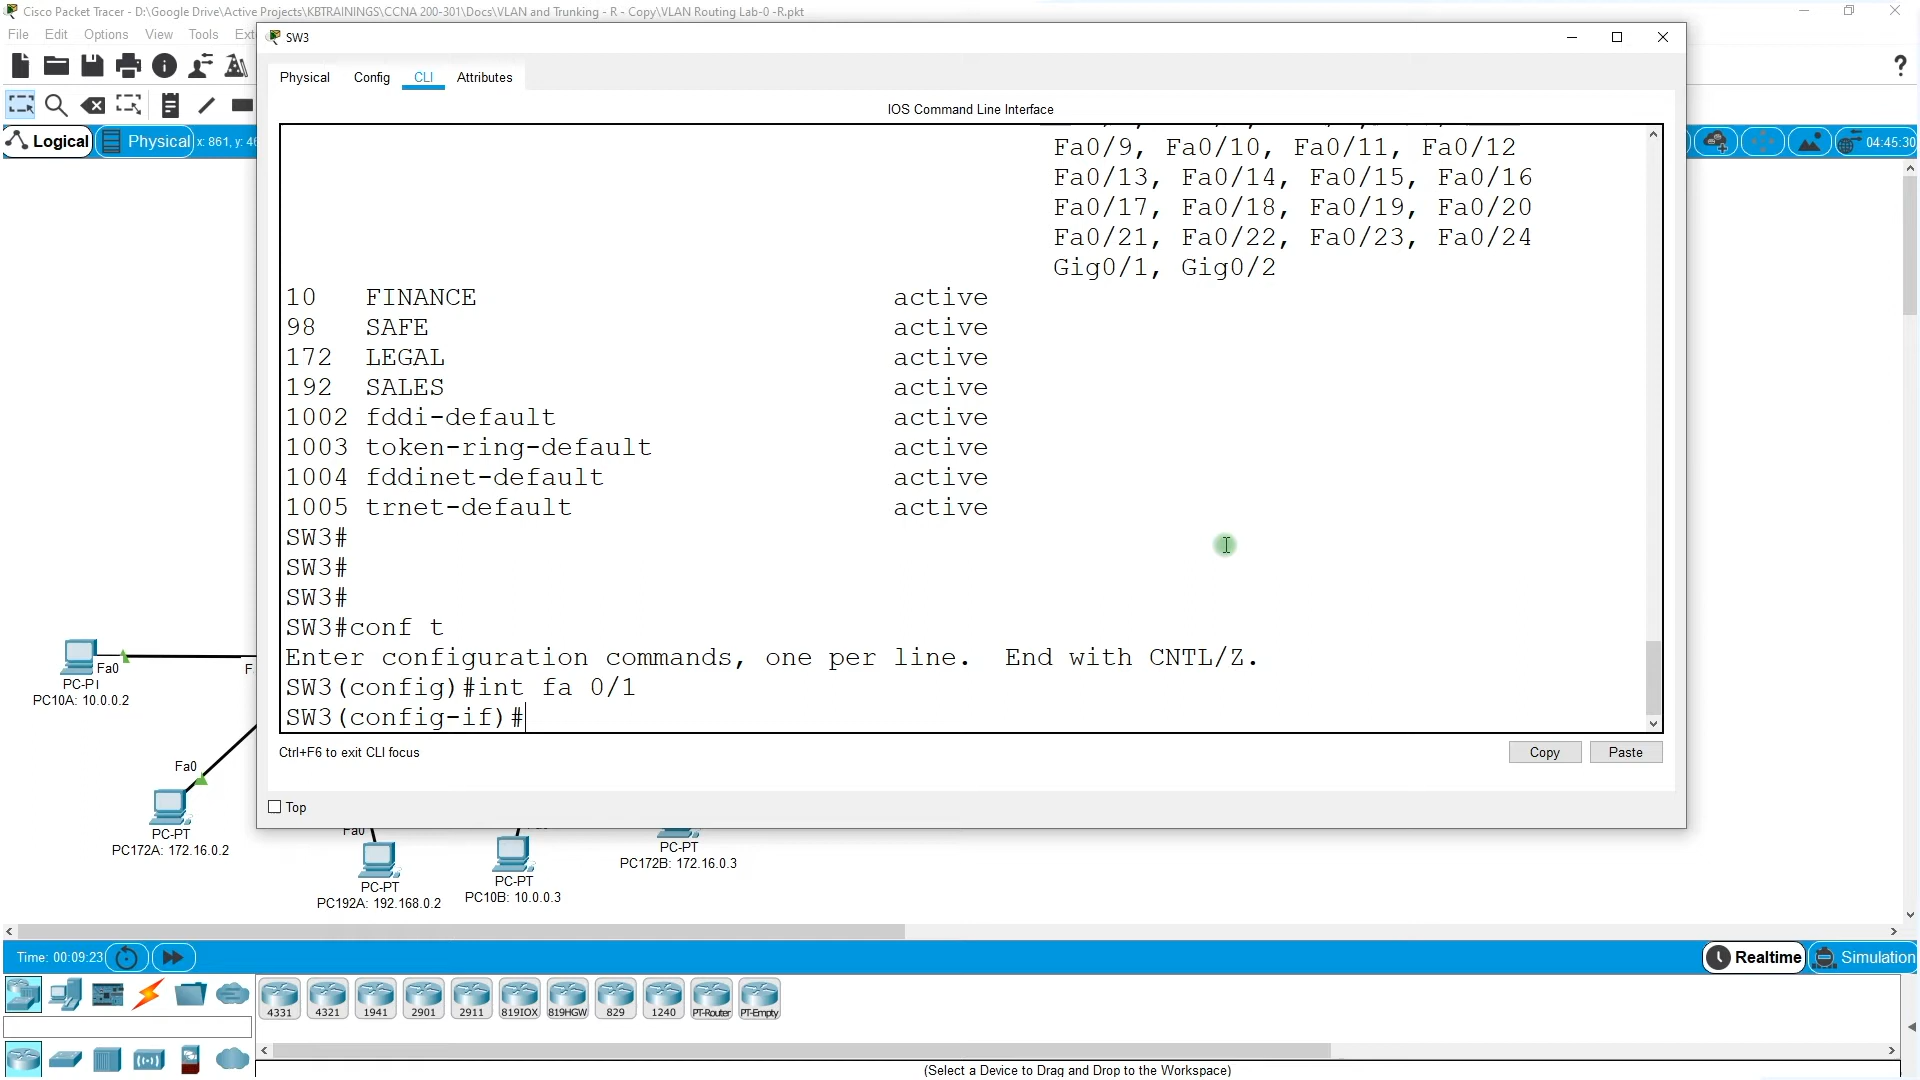 Cisco Packet Tracer - D:\Google Drive\Active Projects\KBTRAININGS\CCNA 200-301\Docs\VLAN and Trunking - R - Copy\VLAN Routing Lab-0 -R.pkt
File Edit Options View Tools
SW3
Physical Config CLI Attributes
IOS Command Line Interface
?
Logical Physical x: 861, y:
04:45:30
Fa0/9, Fa0/10, Fa0/11, Fa0/12
Fa0/13, Fa0/14, Fa0/15, Fa0/16
Fa0/17, Fa0/18, Fa0/19, Fa0/20
Fa0/21, Fa0/22, Fa0/23, Fa0/24
Gig0/1, Gig0/2
10 FINANCE active
98 SAFE active
172 LEGAL active
192 SALES active
1002 fddi-default active
1003 token-ring-default active
1004 fddinet-default active
1005 trnet-default active
SW3#
SW3#
SW3#
SW3#conf t
Enter configuration commands, one per line. End with CNTL/Z.
SW3(config)#int fa 0/1
SW3(config-if)#
Ctrl+F6 to exit CLI focus
Copy Paste
Top
Fa0
PC-PT
PC10A: 10.0.0.2
Fa0
PC-PT
PC172A: 172.16.0.2
Fa0
PC-PT
PC192A: 192.168.0.2
PC-PT
PC10B: 10.0.0.3
PC-PT
PC172B: 172.16.0.3
Time: 00:09:23
Realtime Simulation
4331 4321 1941 2901 2911 819IOX 819HGW 829 1240 PT-Router PT-Empty
(Select a Device to Drag and Drop to the Workspace)